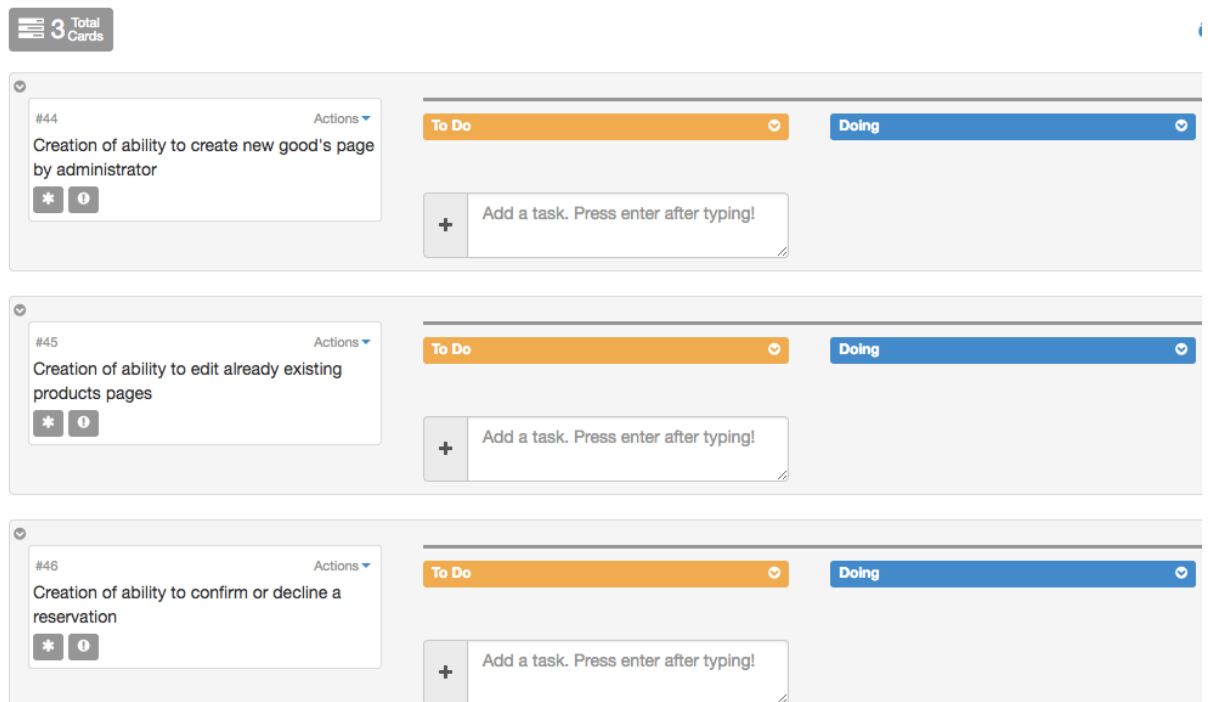 3 Total
Cards
#44 Actions
Creation of ability to create new good's page
by administrator
To Do
Doing
Add a task. Press enter after typing!
#45 Actions
Creation of ability to edit already existing
products pages
To Do
Doing
Add a task. Press enter after typing!
#46 Actions
Creation of ability to confirm or decline a
reservation
To Do
Doing
Add a task. Press enter after typing!